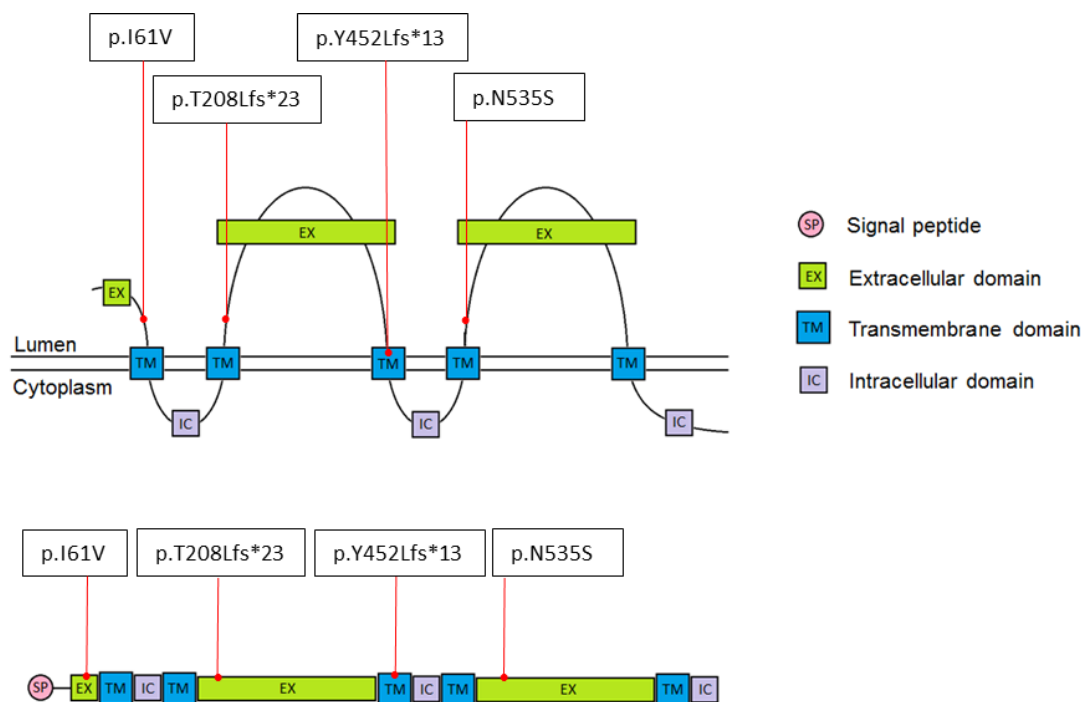 p.I61V
p.Y452Lfs*13
p.T208Lfs*23
p.N535S
EX
EX
EX
Lumen
Cytoplasm
TM
TM
TM
TM
TM
IC
IC
IC
SP
Signal peptide
EX
Extracellular domain
TM
Transmembrane domain
IC
Intracellular domain
p.I61V
p.T208Lfs*23
p.Y452Lfs*13
p.N535S
SP
EX
TM
IC
TM
EX
TM
IC
TM
EX
TM
IC